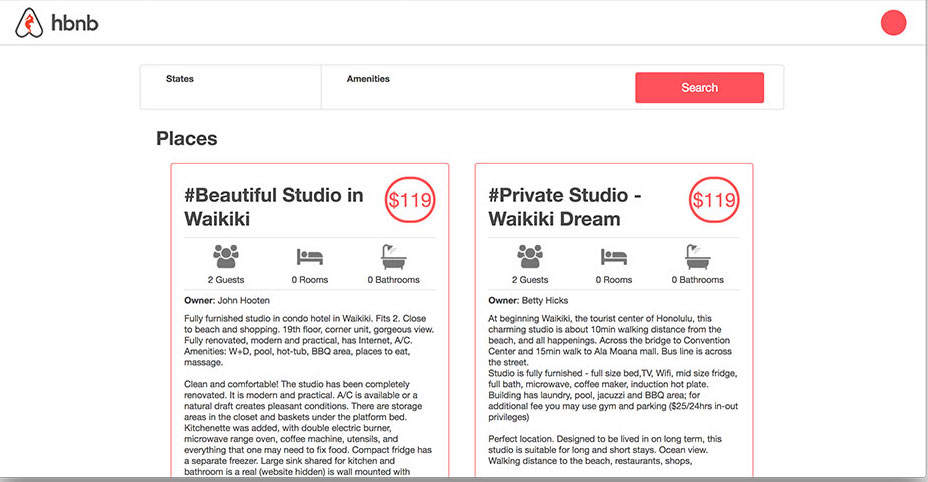 hbnb
States
Amenities
Search
Places
#Beautiful Studio in
Waikiki
$119
2 Guests
0 Rooms
0 Bathrooms
Owner: John Hooten
Fully furnished studio in condo hotel in Waikiki. Fits 2. Close
to beach and shopping. 19th floor, corner unit, gorgeous view.
Fully renovated, modern and practical, has Internet, A/C.
Amenities: W+D, pool, hot-tub, BBQ area, places to eat,
massage.
Clean and comfortable! The studio has been completely
renovated. It is modern and practical. A/C is available or a
natural draft creates pleasant conditions. There are storage
areas in the closet and baskets under the platform bed.
Kitchenette was added, with double electric burner,
microwave range oven, coffee machine, utensils, and
everything that one may need to fix food. Compact fridge has
a separate freezer. Large sink shared for kitchen and
bathroom is a real (website hidden) is wall mounted with
#Private Studio -
Waikiki Dream
$119
2 Guests
0 Rooms
0 Bathrooms
Owner: Betty Hicks
At beginning Waikiki, the tourist center of Honolulu, this
charming studio is about 10min walking distance from the
beach, and all happenings. Across the bridge to Convention
Center and 15min walk to Ala Moana mall. Bus line is across
the street.
Studio is fully furnished - full size bed,TV, Wifi, mid size fridge,
full bath, microwave, coffee maker, induction hot plate.
Building has laundry, pool, jacuzzi and BBQ area; for
additional fee you may use gym and parking ($25/24hrs in-out
privileges)
Perfect location. Designed to be lived in on long term, this
studio is suitable for long and short stays. Ocean view.
Walking distance to the beach, restaurants, shops,